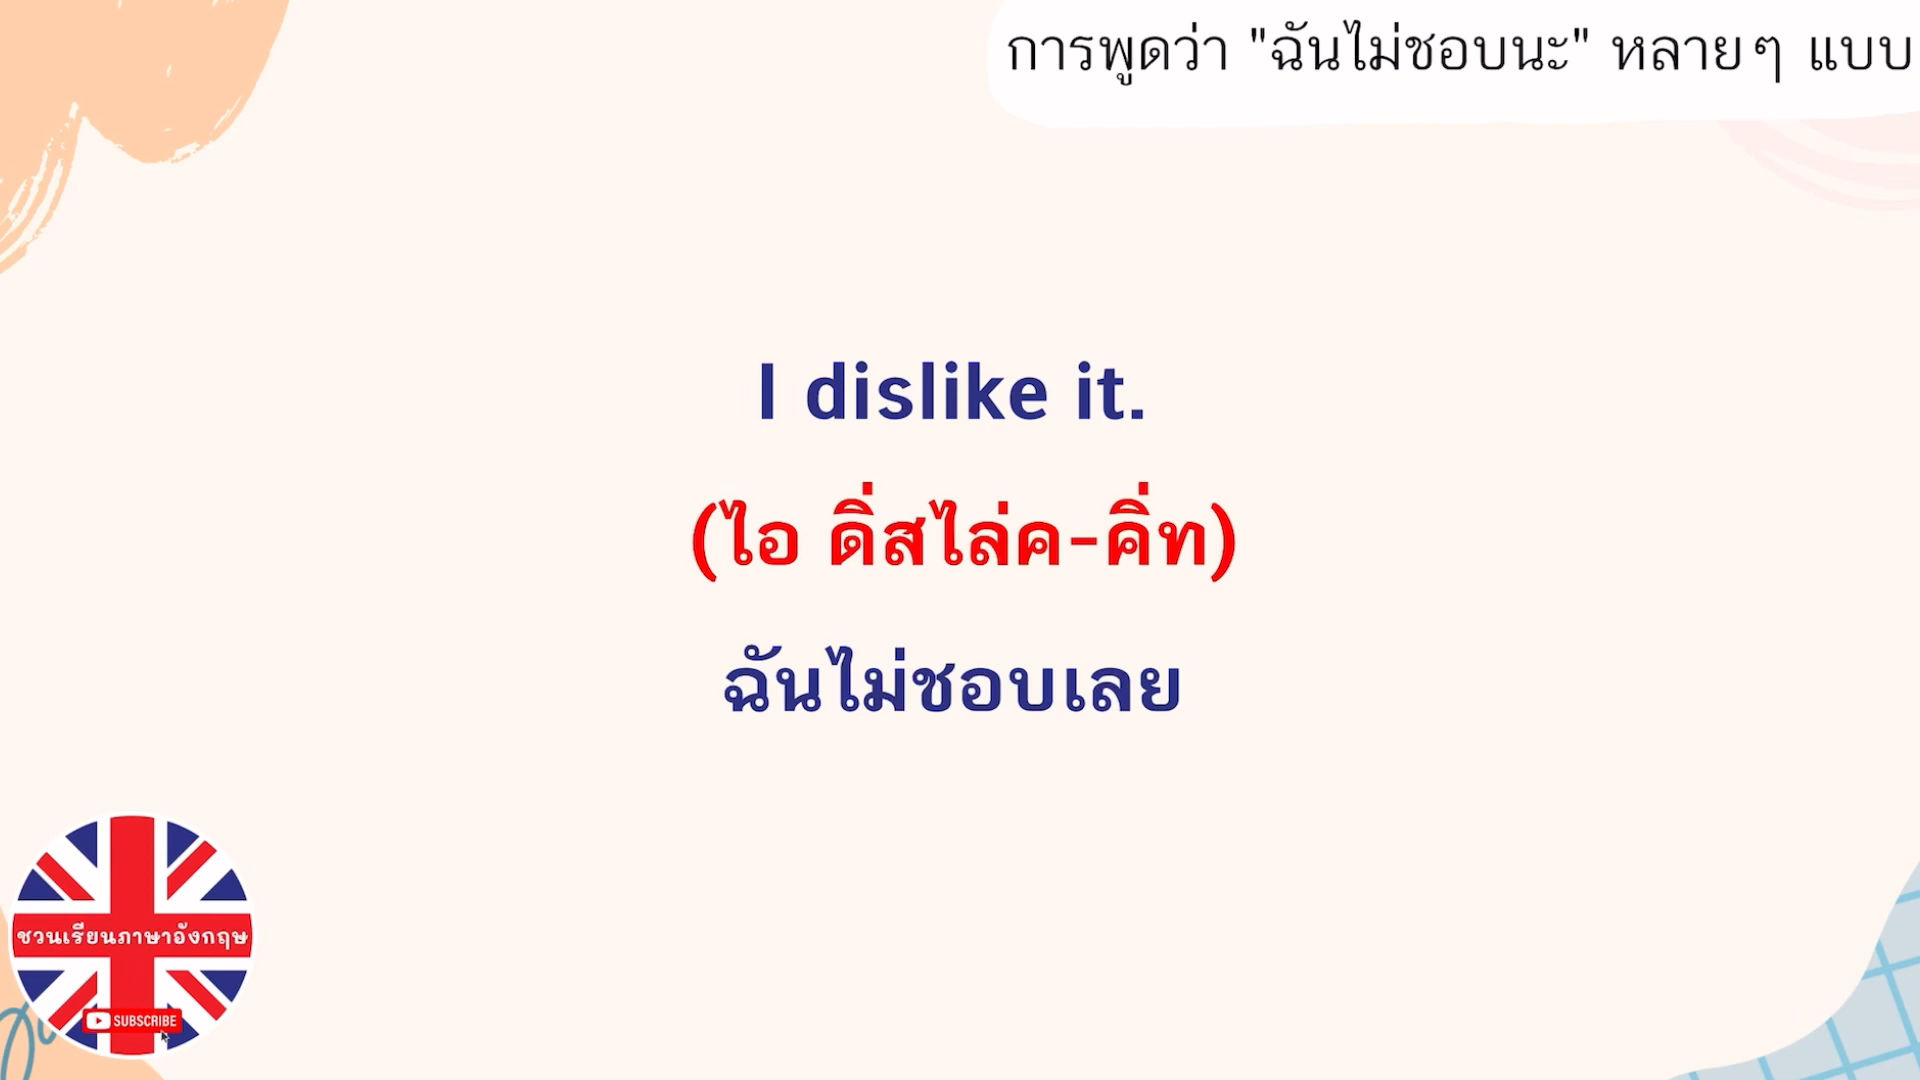 การพูดว่า "ฉันไม่ชอบนะ" หลายๆ แบบ
I dislike it.
(ไอ ดิ่สไล่ค-คิ่ท)
ฉันไม่ชอบเลย
ชวนเรียนภาษาอังกฤษ
SUBSCRIBE